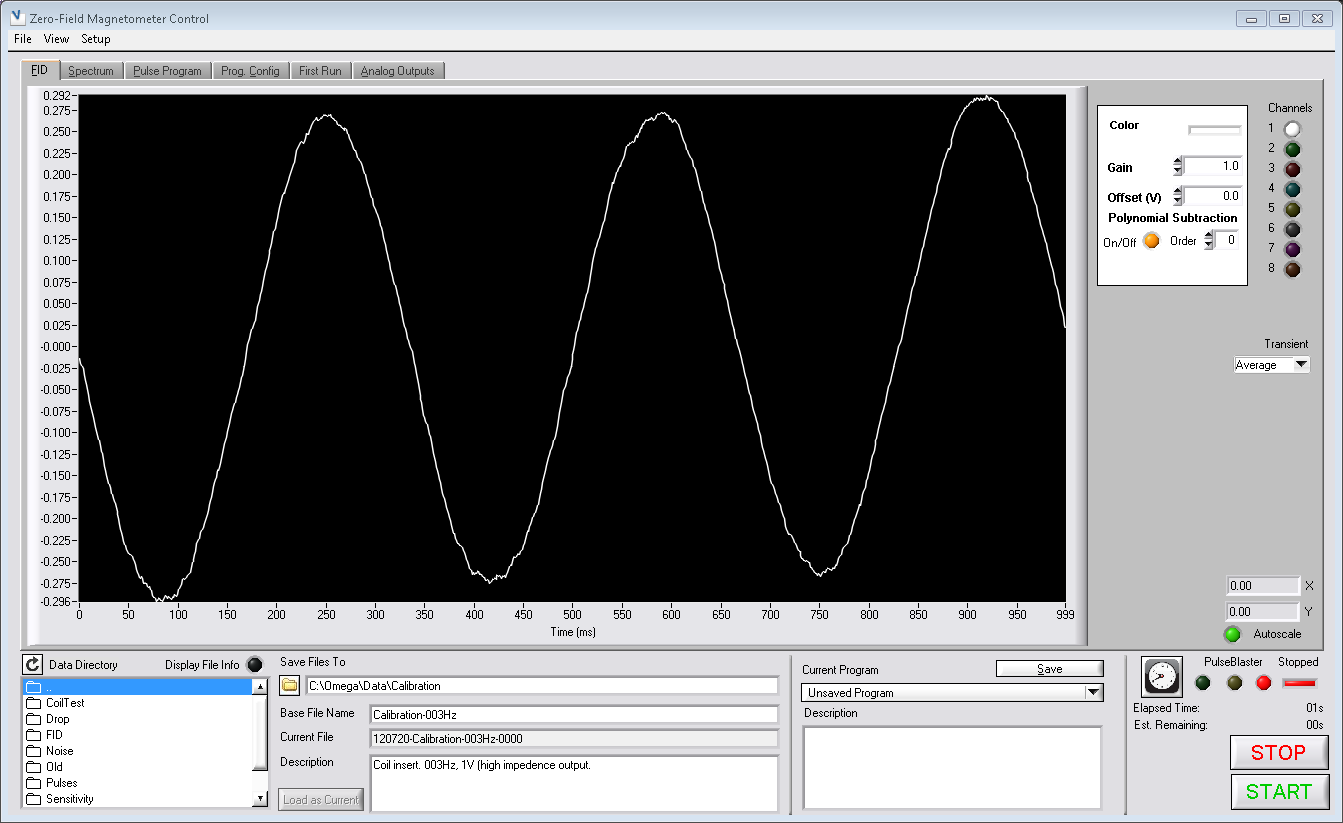 Zero-Field Magnetometer Control
File View Setup
FID Spectrum Pulse Program Prog. Config First Run Analog Outputs
0.292
0.275
0.250
0.225
0.200
0.175
0.150
0.125
0.100
0.075
0.050
0.025
-0.000
-0.025
-0.050
-0.075
-0.100
-0.125
-0.150
-0.175
-0.200
-0.225
-0.250
-0.275
-0.296
0 50 100 150 200 250 300 350 400 450 500 550 600 650 700 750 800 850 900 950 999
Time (ms)
Color
Gain 1.0
Offset (V) 0.0
Polynomial Subtraction
On/Off Order 0
Channels
1
2
3
4
5
6
7
8
Transient
Average
0.00 X
0.00 Y
Autoscale
Data Directory Display File Info
..
CoilTest
Drop
FID
Noise
Old
Pulses
Sensitivity
Save Files To
C:\Omega\Data\Calibration
Base File Name Calibration-003Hz
Current File 120720-Calibration-003Hz-0000
Description Coil insert. 003Hz, 1V (high impedence output.
Load as Current
Current Program Save
Unsaved Program
Description
PulseBlaster Stopped
Elapsed Time: 01s
Est. Remaining: 00s
STOP
START